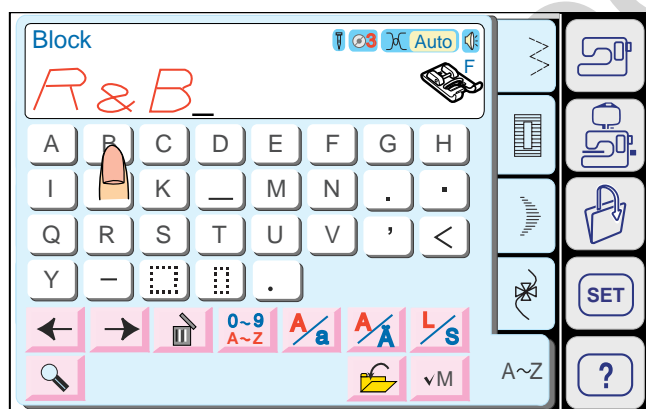 Block 3 Auto
R&B_ F
A B C D E F G H
I K _ M N . ·
Q R S T U V ’ <
Y – .
0~9 A~Z A/a A/Ä L/S
√M
A~Z
SET
?